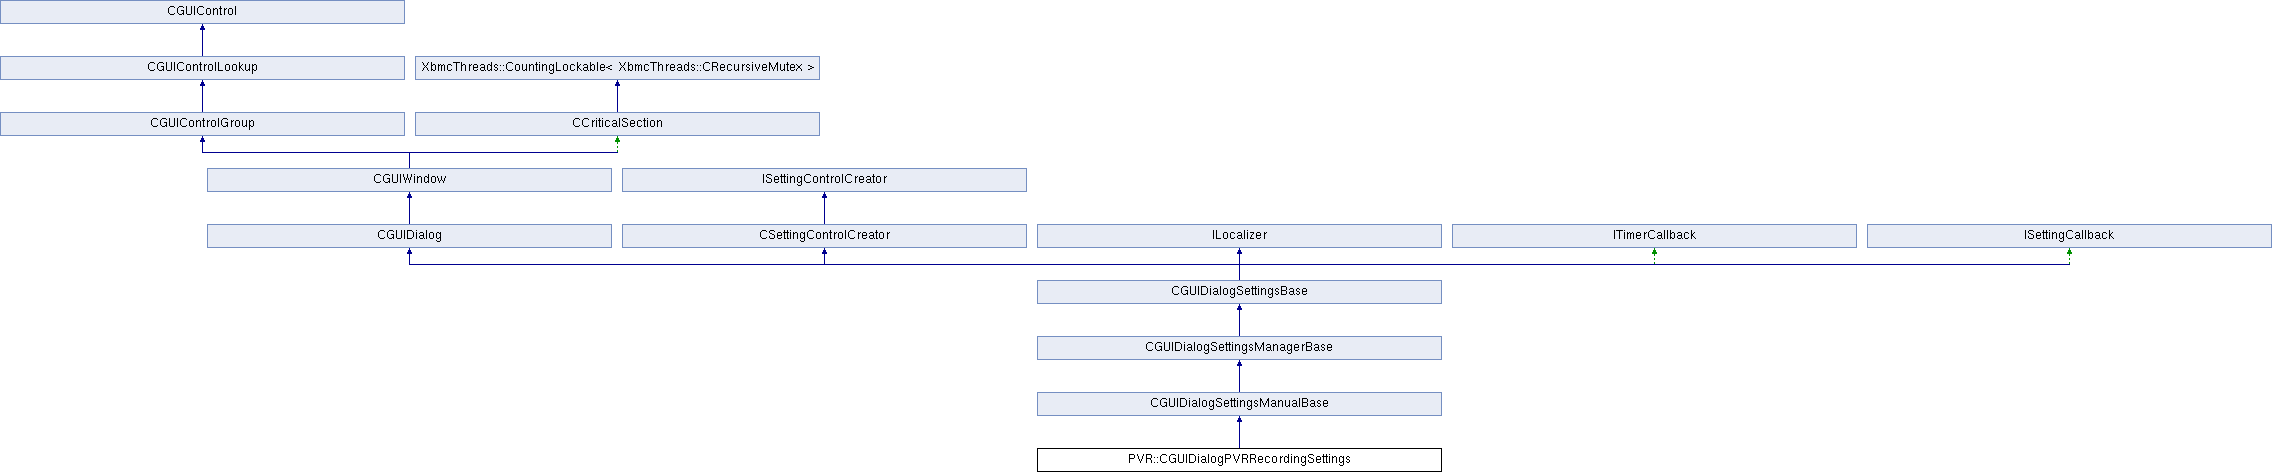 CGUIControl
CGUIControlLookup
XbmcThreads::CountingLockable< XbmcThreads::CRecursiveMutex >
CGUIControlGroup
CCriticalSection
CGUIWindow
ISettingControlCreator
CGUIDialog
CSettingControlCreator
ILocalizer
ITimerCallback
ISettingCallback
CGUIDialogSettingsBase
CGUIDialogSettingsManagerBase
CGUIDialogSettingsManualBase
PVR::CGUIDialogPVRRecordingSettings